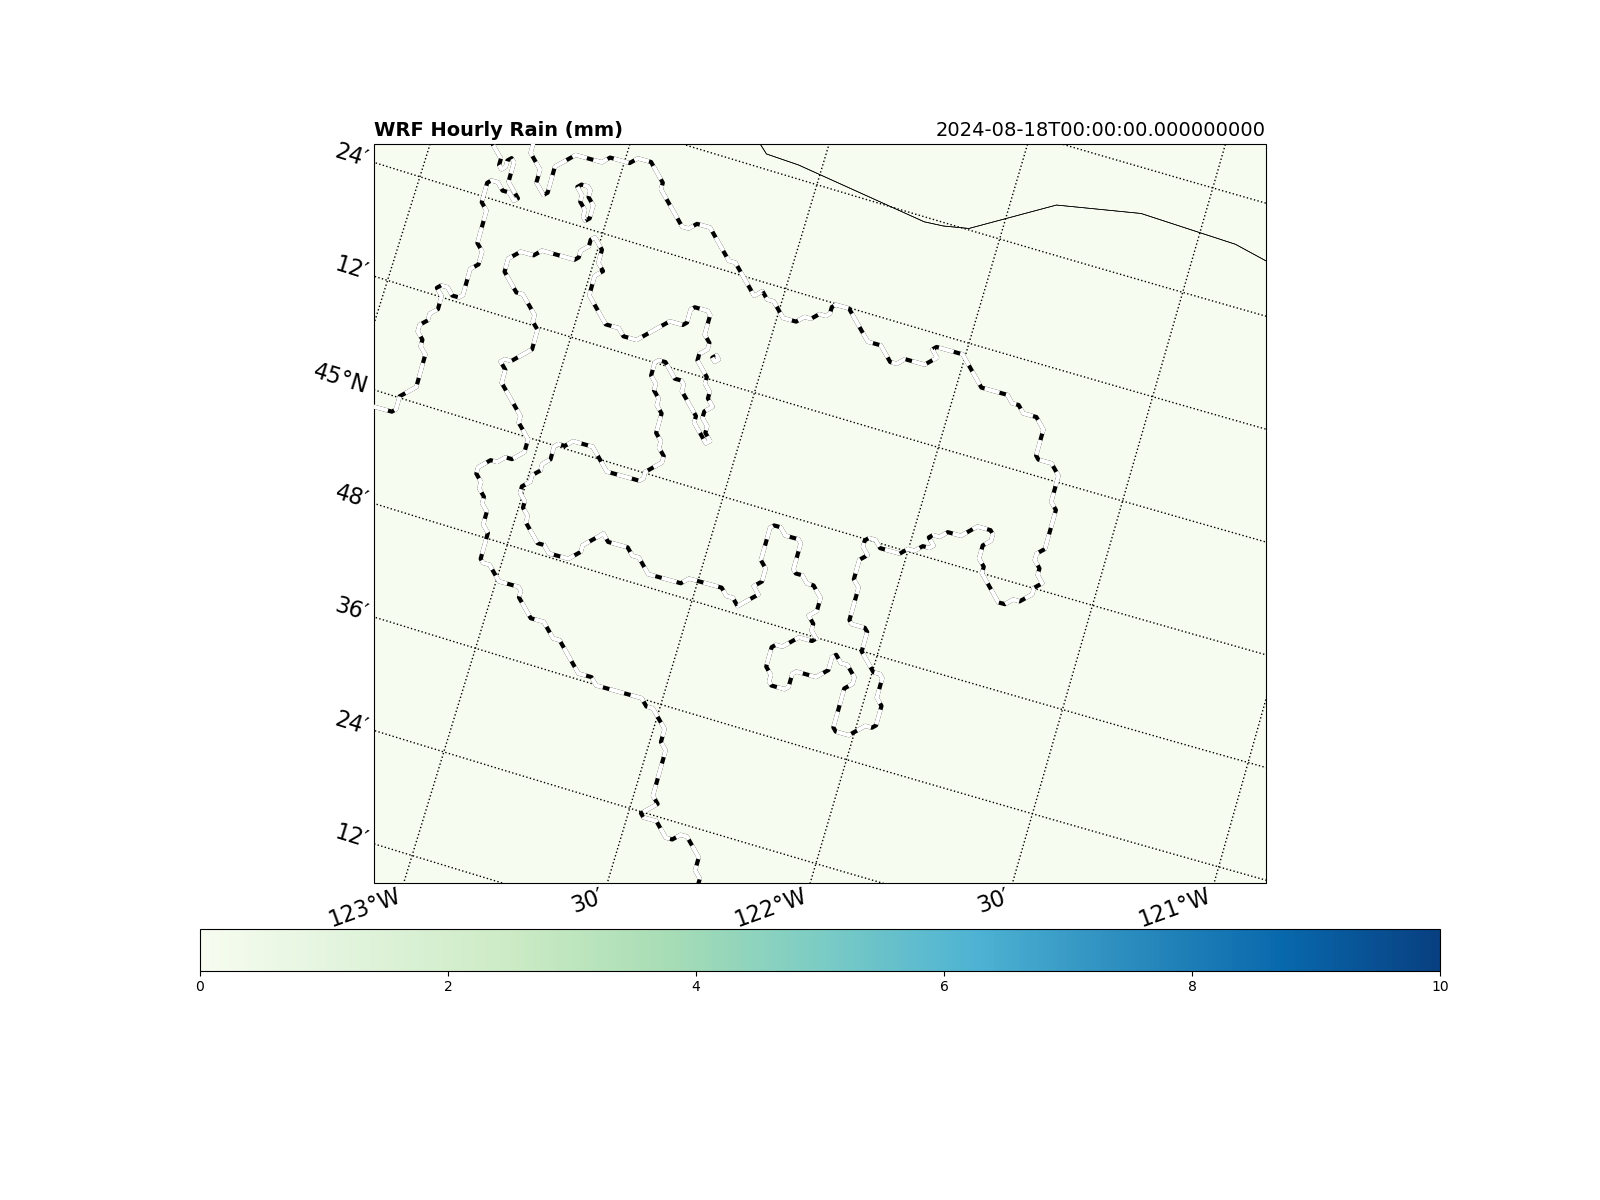 WRF Hourly Rain (mm)
2024-08-18T00:00:00.000000000
24′
12′
45°N
48′
36′
24′
12′
123°W
30′
122°W
30′
121°W
0
2
4
6
8
10